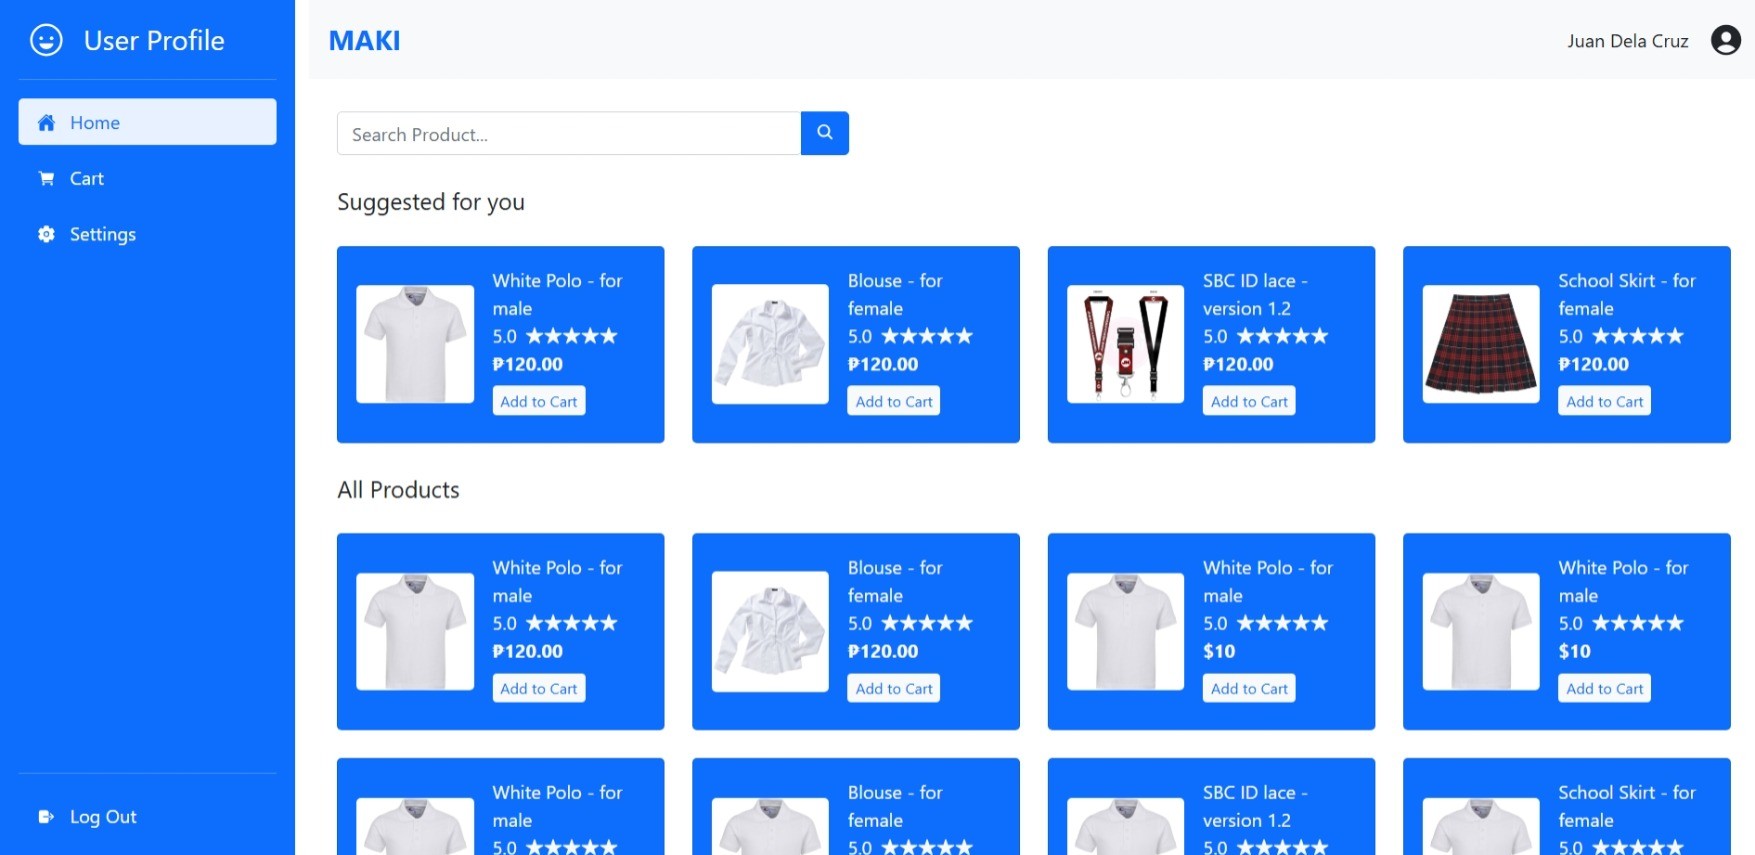 User Profile
MAKI
Juan Dela Cruz
Home
Cart
Settings
Log Out
Search Product...
Suggested for you
White Polo - for
male
5.0 ★★★★★
₱120.00
Add to Cart
Blouse - for
female
5.0 ★★★★★
₱120.00
Add to Cart
SBC ID lace -
version 1.2
5.0 ★★★★★
₱120.00
Add to Cart
School Skirt - for
female
5.0 ★★★★★
₱120.00
Add to Cart
All Products
White Polo - for
male
5.0 ★★★★★
₱120.00
Add to Cart
Blouse - for
female
5.0 ★★★★★
₱120.00
Add to Cart
White Polo - for
male
5.0 ★★★★★
$10
Add to Cart
White Polo - for
male
5.0 ★★★★★
$10
Add to Cart
White Polo - for
male
5.0 ★★★★★
Blouse - for
female
5.0 ★★★★★
SBC ID lace -
version 1.2
5.0 ★★★★★
School Skirt - for
female
5.0 ★★★★★